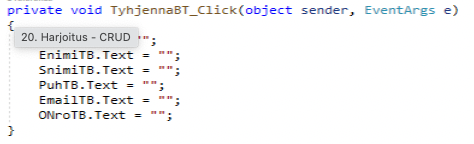 private void TyhjennaBT_Click(object sender, EventArgs e)
{
20. Harjoitus - CRUD "";
EnimiTB.Text = "";
SnimiTB.Text = "";
PuhTB.Text = "";
EmailTB.Text = "";
ONroTB.Text = "";
}